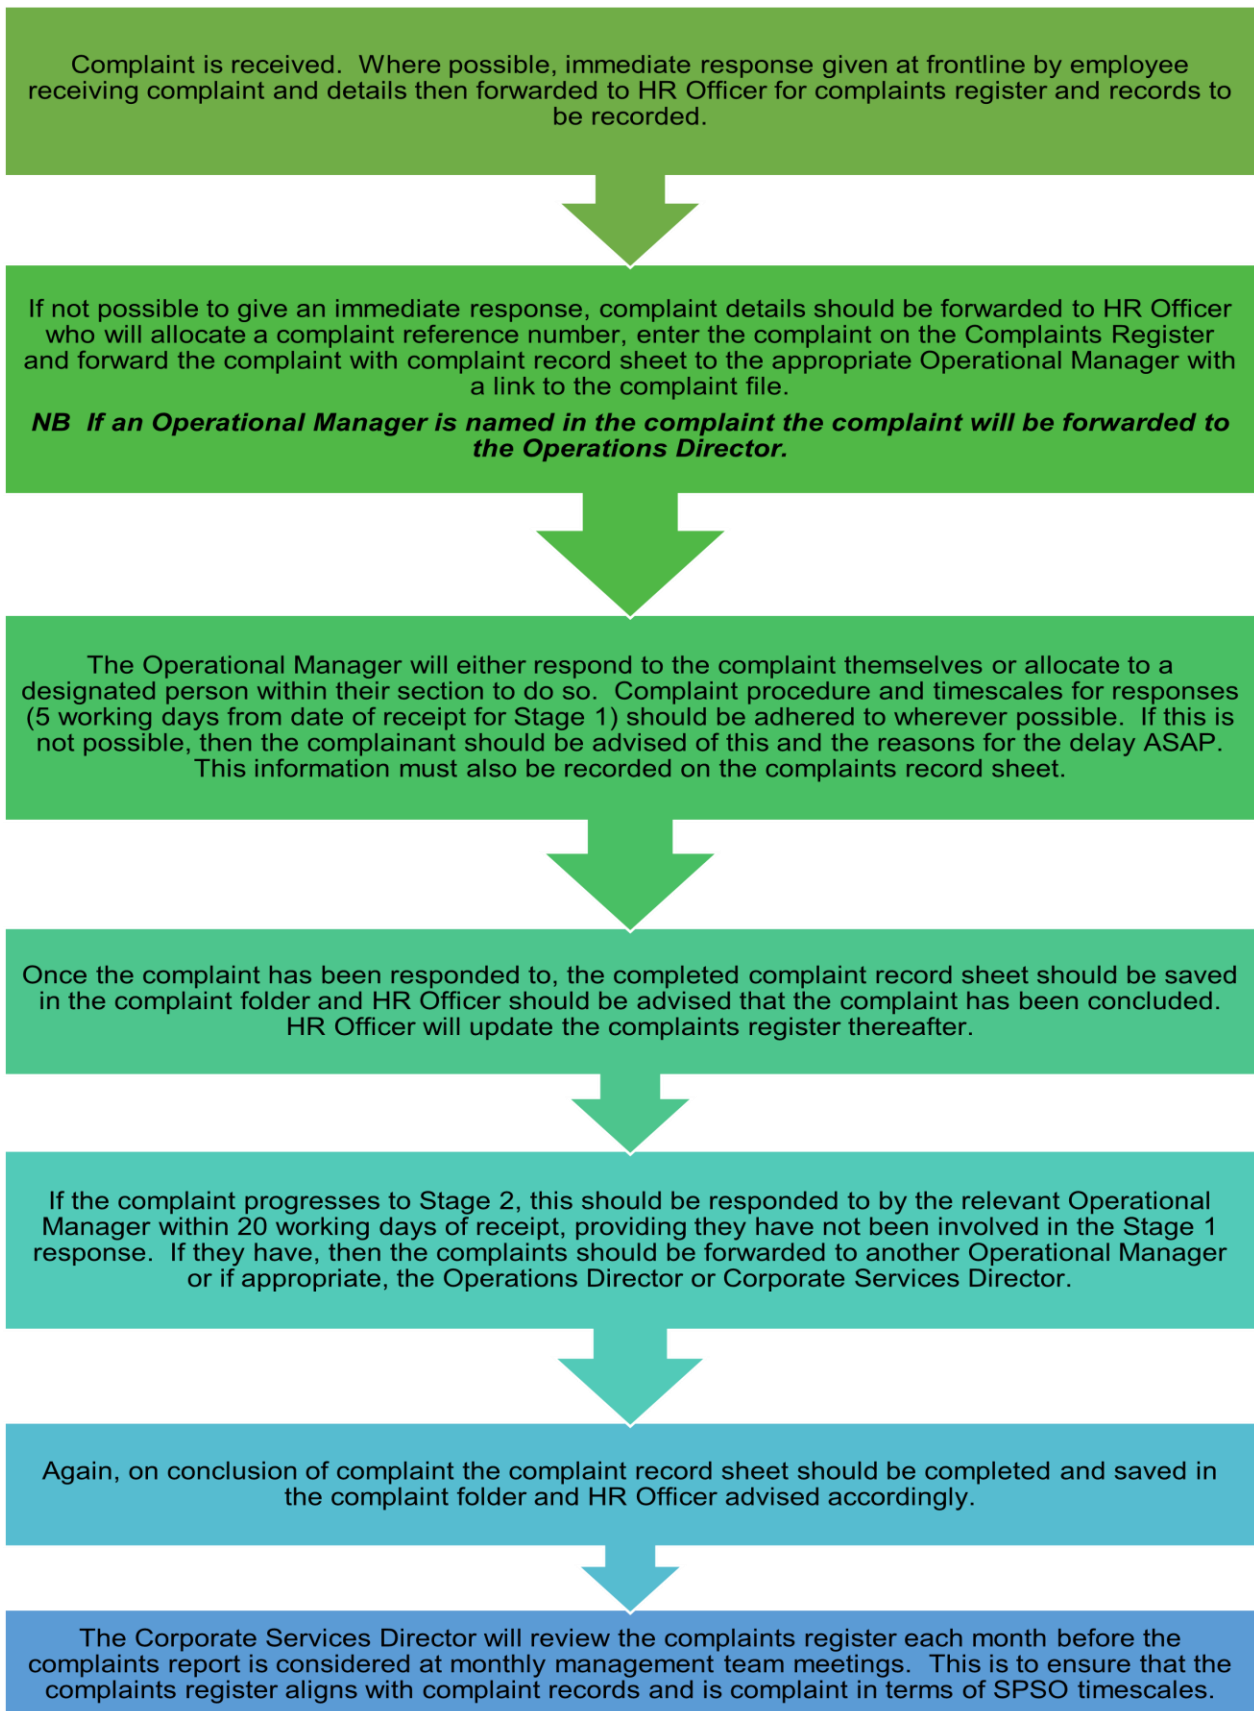 Complaint is received.  Where possible, immediate response given at frontline by employee
receiving complaint and details then forwarded to HR Officer for complaints register and records to
be recorded.
If not possible to give an immediate response, complaint details should be forwarded to HR Officer
who will allocate a complaint reference number, enter the complaint on the Complaints Register
and forward the complaint with complaint record sheet to the appropriate Operational Manager with
a link to the complaint file.
NB  If an Operational Manager is named in the complaint the complaint will be forwarded to
the Operations Director.
The Operational Manager will either respond to the complaint themselves or allocate to a
designated person within their section to do so.  Complaint procedure and timescales for responses
(5 working days from date of receipt for Stage 1) should be adhered to wherever possible.  If this is
not possible, then the complainant should be advised of this and the reasons for the delay ASAP.
This information must also be recorded on the complaints record sheet.
Once the complaint has been responded to, the completed complaint record sheet should be saved
in the complaint folder and HR Officer should be advised that the complaint has been concluded.
HR Officer will update the complaints register thereafter.
If the complaint progresses to Stage 2, this should be responded to by the relevant Operational
Manager within 20 working days of receipt, providing they have not been involved in the Stage 1
response.  If they have, then the complaints should be forwarded to another Operational Manager
or if appropriate, the Operations Director or Corporate Services Director.
Again, on conclusion of complaint the complaint record sheet should be completed and saved in
the complaint folder and HR Officer advised accordingly.
The Corporate Services Director will review the complaints register each month before the
complaints report is considered at monthly management team meetings.  This is to ensure that the
complaints register aligns with complaint records and is complaint in terms of SPSO timescales.